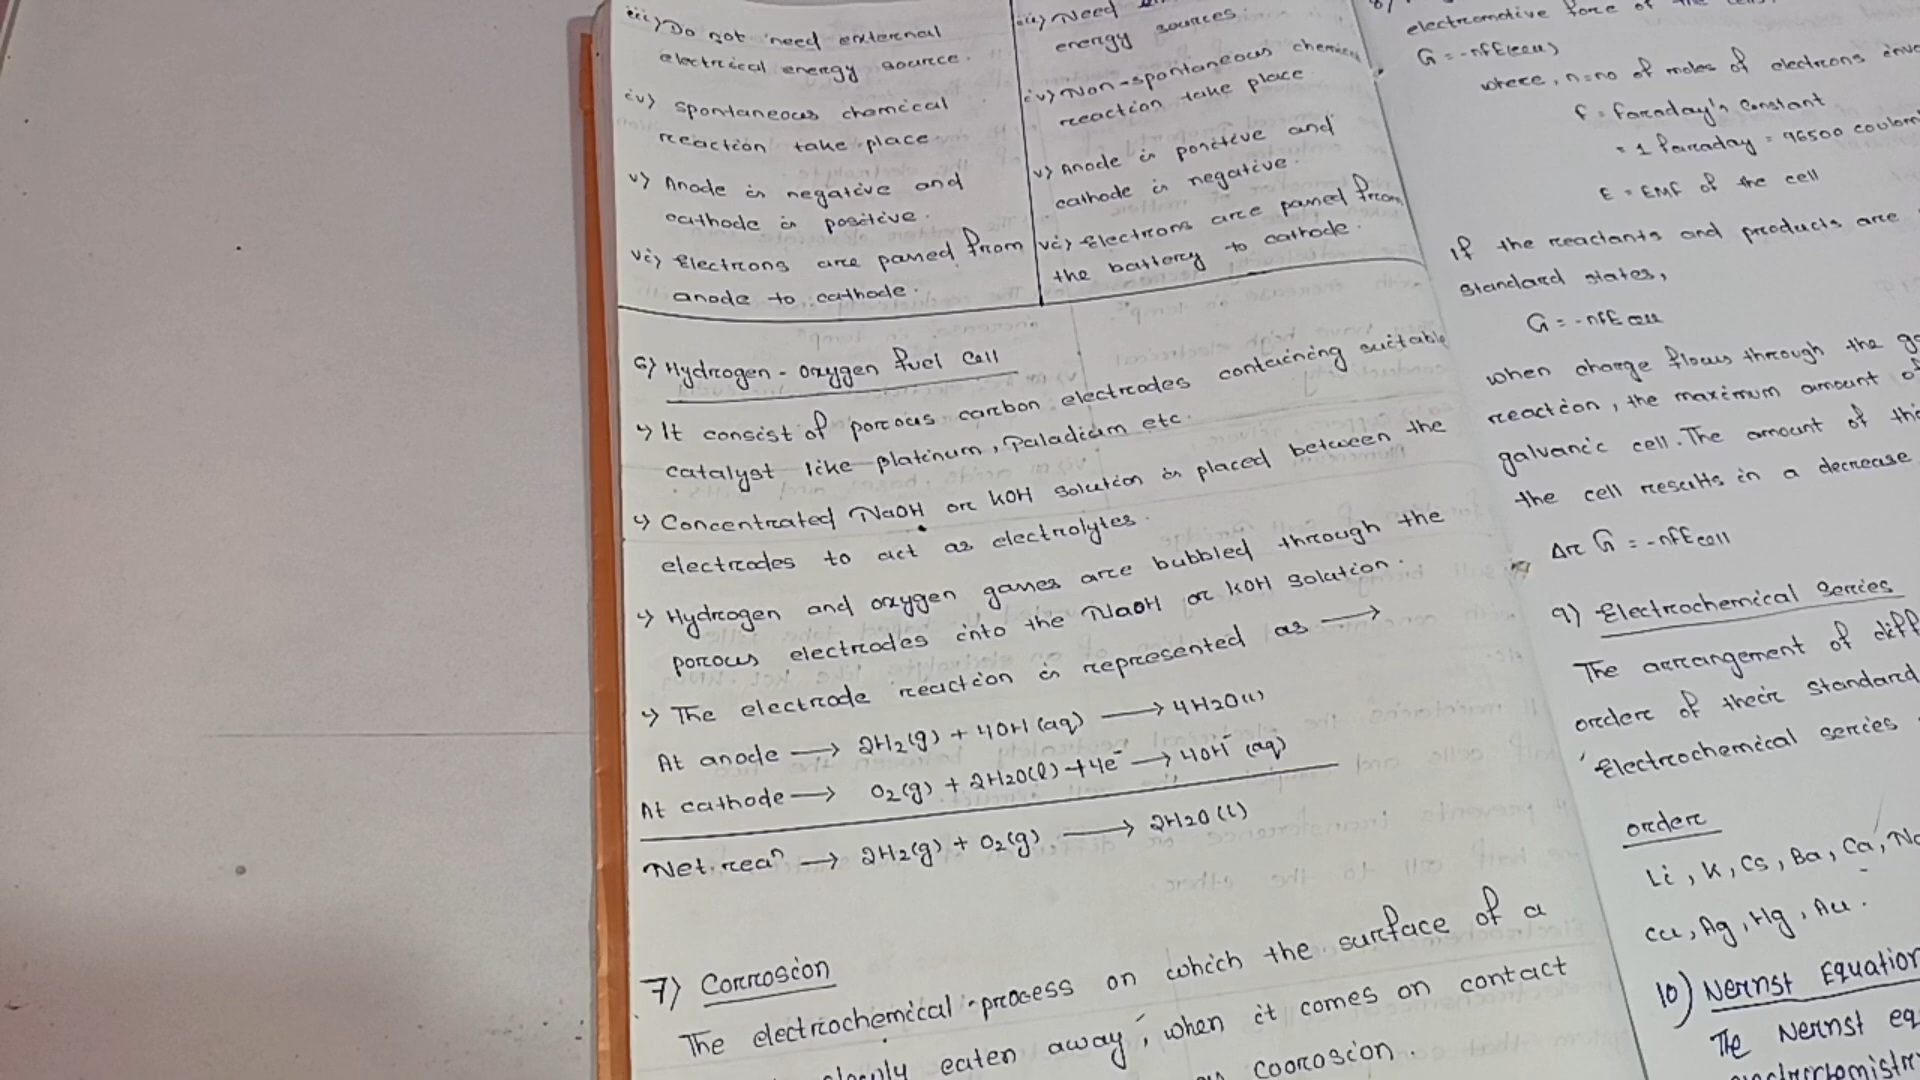 iii) Do not need external
electrical energy source.
iv) spontaneous chemical
reaction take place
v) Anode is negative and
cathode is positive.
vi) Electrons are passed from
anode to cathode.
iii) Need
energy sources.
iv) Non-spontaneous
reaction take place
v) Anode is positive and
cathode is negative.
vi) Electrons are passed from
the battery to cathode.
6) Hydrogen - oxygen fuel cell
↳ It consist of porous carbon electrodes containing suitable
catalyst like platinum, Paladium etc.
↳ Concentrated NaOH or KOH solution is placed between the
electrodes to act as electrolytes.
↳ Hydrogen and oxygen gasses are bubbled through the
porous electrodes into the NaOH or KOH solution.
↳ The electrode reaction is represented as →
At anode → 2H2(g) + 4OH (aq) → 4H2O(l)
At cathode → O2(g) + 2H2O(l) + 4e⁻ → 4OH⁻ (aq)
Net. reaⁿ → 2H2(g) + O2(g) → 2H2O (l)
7) Corrosion
The electrochemical process on which the surface of a
eaten away, when it comes on contact
coorosion.
8)
electromotive force of the
G = -nFE(cell)
where, n = no of moles of electrons
F = faraday's Constant
= 1 faraday = 96500
E = EMF of the cell
If the reactants and products are
standard states,
G = -nFE cell
when charge flows through the
reaction, the maximum amount of
galvanic cell. The amount of
the cell results in a decrease
Δr G = -nFE cell
9) Electrochemical Series
The arrangement of
order of their standard
Electrochemical series
order
Li, K, Cs, Ba, Ca,
Cu, Ag, Hg, Au.
10) Nernst Equation
The Nernst